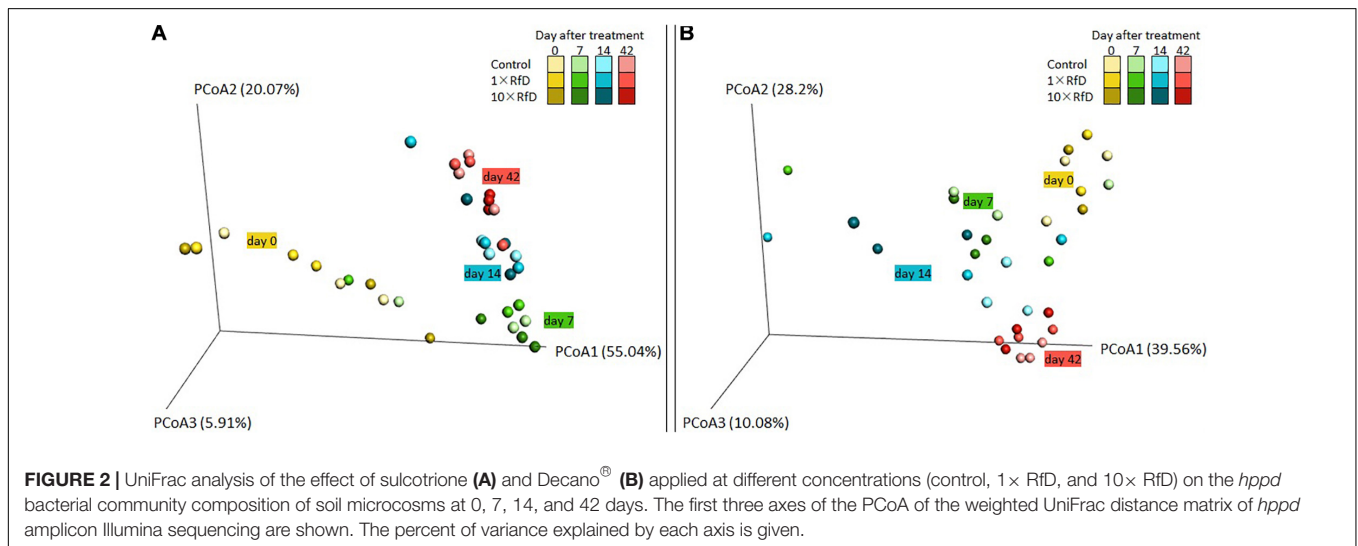 A
Day after treatment
0 7 14 42
Control
1×RfD
10×RfD
PCoA2 (20.07%)
day 42
day 0
day 14
day 7
PCoA1 (55.04%)
PCoA3 (5.91%)
B
Day after treatment
0 7 14 42
Control
1×RfD
10×RfD
PCoA2 (28.2%)
day 0
day 7
day 14
PCoA1 (39.56%)
day 42
PCoA3 (10.08%)
FIGURE 2 | UniFrac analysis of the effect of sulcotrione (A) and Decano® (B) applied at different concentrations (control, 1× RfD, and 10× RfD) on the hppd
bacterial community composition of soil microcosms at 0, 7, 14, and 42 days. The first three axes of the PCoA of the weighted UniFrac distance matrix of hppd
amplicon Illumina sequencing are shown. The percent of variance explained by each axis is given.